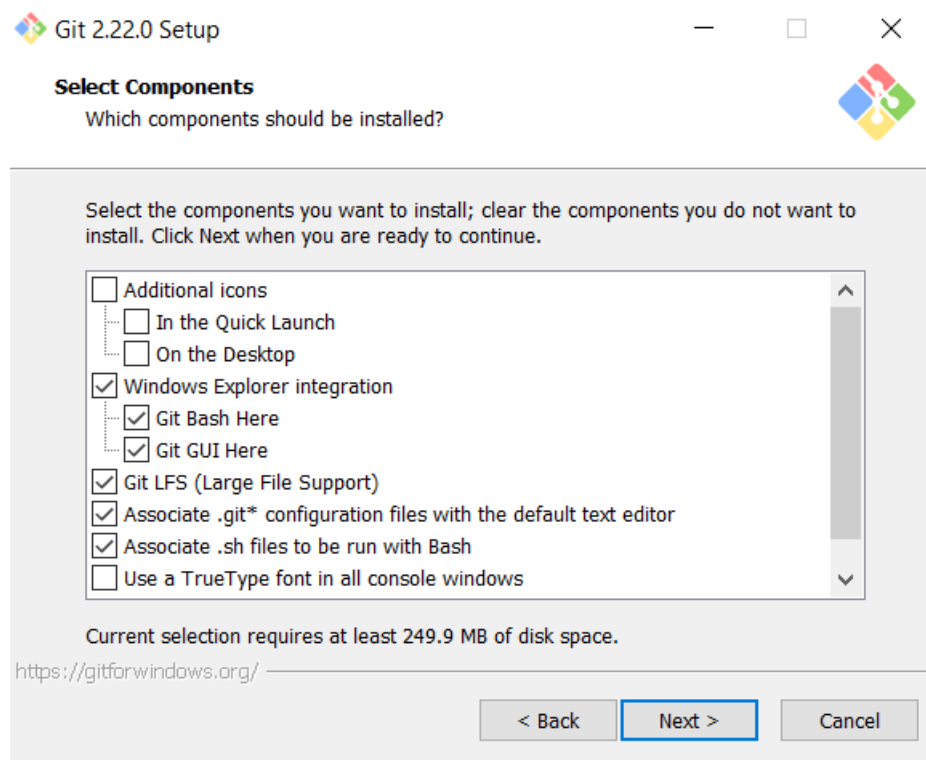 Git 2.22.0 Setup
Select Components
Which components should be installed?
Select the components you want to install; clear the components you do not want to
install. Click Next when you are ready to continue.
Additional icons
In the Quick Launch
On the Desktop
Windows Explorer integration
Git Bash Here
Git GUI Here
Git LFS (Large File Support)
Associate .git* configuration files with the default text editor
Associate .sh files to be run with Bash
Use a TrueType font in all console windows
Current selection requires at least 249.9 MB of disk space.
https://gitforwindows.org/
< Back Next > Cancel